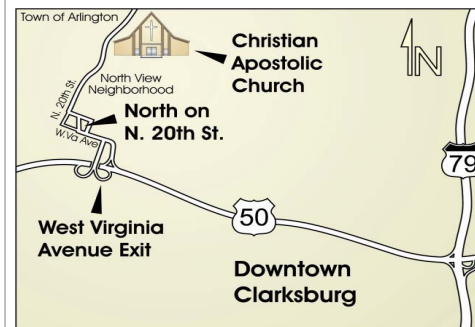 Town of Arlington
Christian
Apostolic
Church
N
North View
Neighborhood
N. 20th St.
North on
N. 20th St.
W.Va Ave
79
West Virginia
Avenue Exit
50
Downtown
Clarksburg